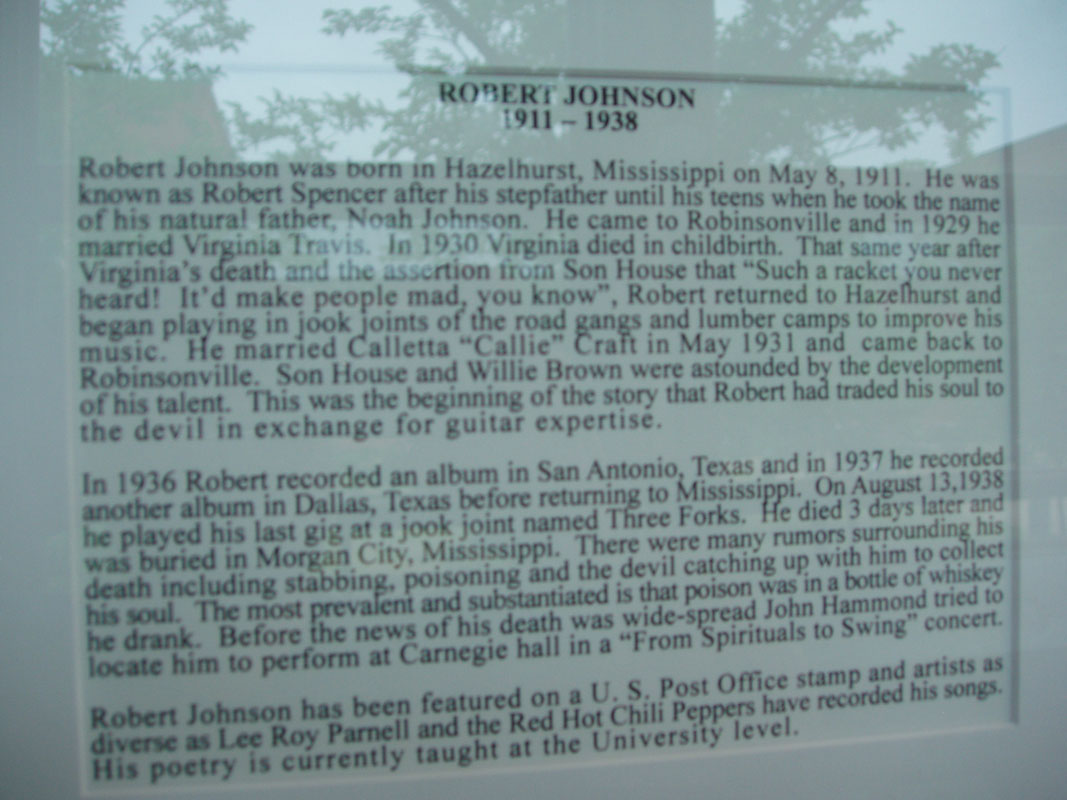 ROBERT JOHNSON
1911 – 1938
Robert Johnson was born in Hazelhurst, Mississippi on May 8, 1911. He was
known as Robert Spencer after his stepfather until his teens when he took the name
of his natural father, Noah Johnson. He came to Robinsonville and in 1929 he
married Virginia Travis. In 1930 Virginia died in childbirth. That same year after
Virginia's death and the assertion from Son House that "Such a racket you never
heard! It'd make people mad, you know", Robert returned to Hazelhurst and
began playing in jook joints of the road gangs and lumber camps to improve his
music. He married Calletta "Callie" Craft in May 1931 and came back to
Robinsonville. Son House and Willie Brown were astounded by the development
of his talent. This was the beginning of the story that Robert had traded his soul to
the devil in exchange for guitar expertise.
In 1936 Robert recorded an album in San Antonio, Texas and in 1937 he recorded
another album in Dallas, Texas before returning to Mississippi. On August 13,1938
he played his last gig at a jook joint named Three Forks. He died 3 days later and
was buried in Morgan City, Mississippi. There were many rumors surrounding his
death including stabbing, poisoning and the devil catching up with him to collect
his soul. The most prevalent and substantiated is that poison was in a bottle of whiskey
he drank. Before the news of his death was wide-spread John Hammond tried to
locate him to perform at Carnegie hall in a "From Spirituals to Swing" concert.
Robert Johnson has been featured on a U. S. Post Office stamp and artists as
diverse as Lee Roy Parnell and the Red Hot Chili Peppers have recorded his songs.
His poetry is currently taught at the University level.